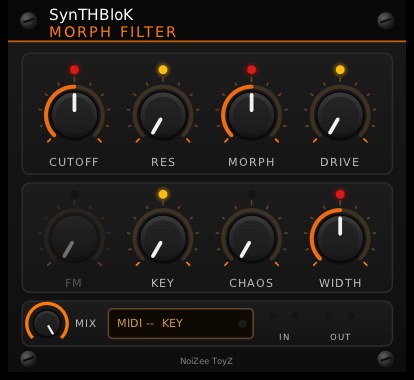 SynTHBloK
MORPH FILTER
CUTOFF RES MORPH DRIVE
FM KEY CHAOS WIDTH
MIX MIDI -- KEY IN OUT
NoiZee ToyZ